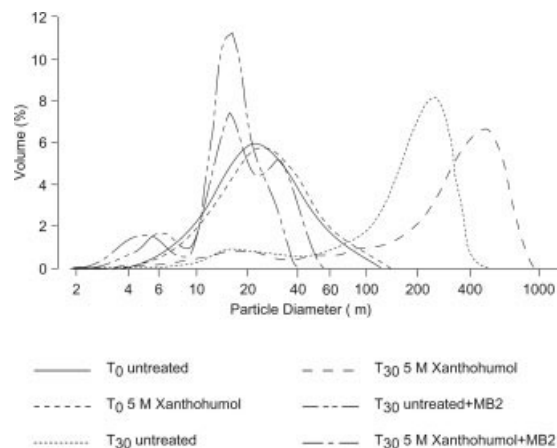 12
10
8
6
4
2
0
Volume (%)
2 4 6 10 20 40 60 100 200 400 1000
Particle Diameter ( m)
T0 untreated
T0 5 M Xanthohumol
T30 untreated
T30 5 M Xanthohumol
T30 untreated+MB2
T30 5 M Xanthohumol+MB2